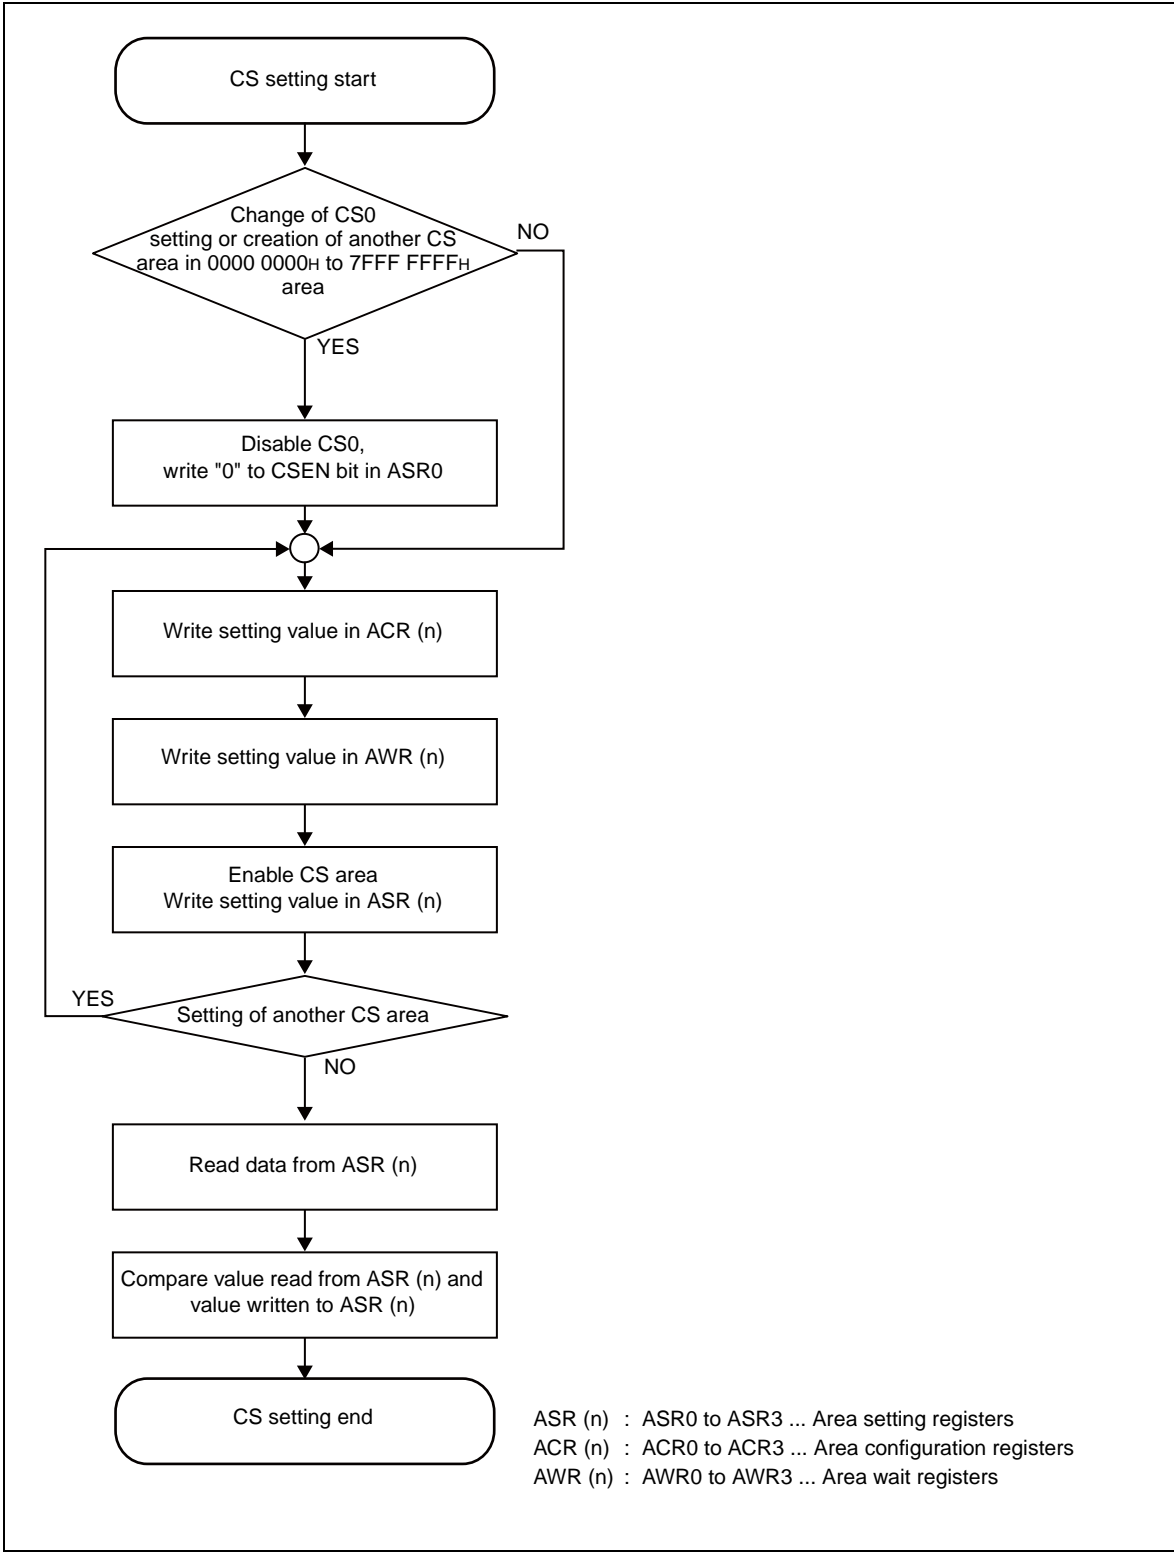 CS setting start
Change of CS0
setting or creation of another CS
area in 0000 0000H to 7FFF FFFFH
area
NO
YES
Disable CS0,
write "0" to CSEN bit in ASR0
Write setting value in ACR (n)
Write setting value in AWR (n)
Enable CS area
Write setting value in ASR (n)
YES
Setting of another CS area
NO
Read data from ASR (n)
Compare value read from ASR (n) and
value written to ASR (n)
CS setting end
ASR (n) : ASR0 to ASR3 ... Area setting registers
ACR (n) : ACR0 to ACR3 ... Area configuration registers
AWR (n) : AWR0 to AWR3 ... Area wait registers